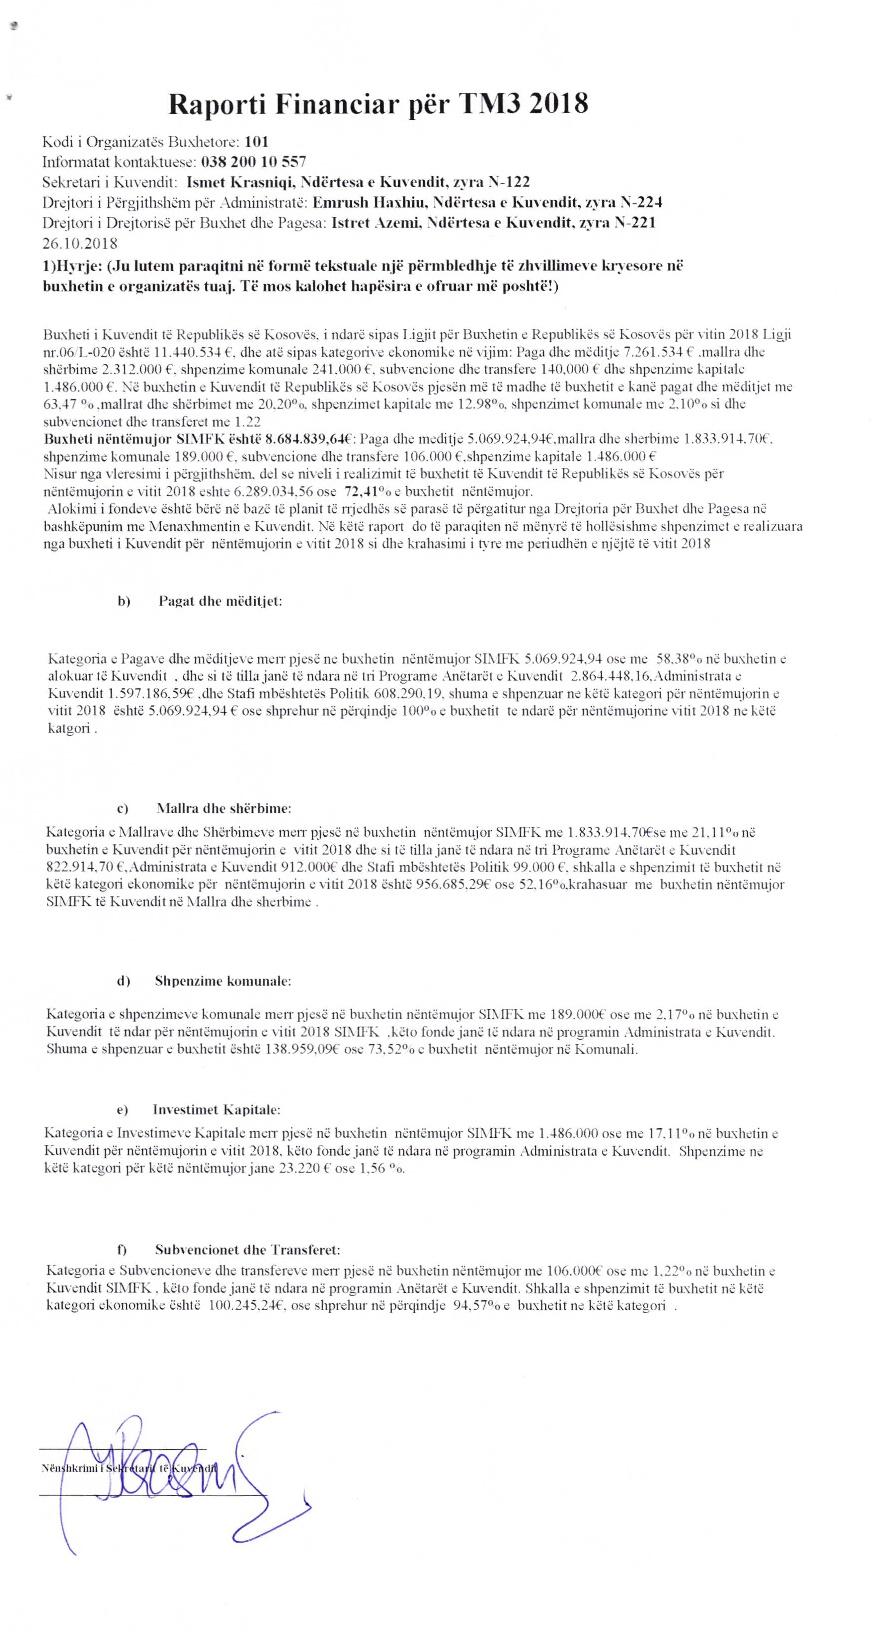 Raporti Financiar për TM3 2018
Kodi i Organizatës Buxhetore: 101
Informatat kontaktuese: 038 200 10 557
Sekretari i Kuvendit: Ismet Krasniqi, Ndërtesa e Kuvendit, zyra N-122
Drejtori i Përgjithshëm për Administratë: Emrush Haxhiu, Ndërtesa e Kuvendit, zyra N-224
Drejtori i Drejtorisë për Buxhet dhe Pagesa: Istret Azemi, Ndërtesa e Kuvendit, zyra N-221
26.10.2018
1)Hyrje: (Ju lutem paraqitni në formë tekstuale një përmbledhje të zhvillimeve kryesore në
buxhetin e organizatës tuaj. Të mos kalohet hapësira e ofruar më poshtë!)
Buxheti i Kuvendit të Republikës së Kosovës, i ndarë sipas Ligjit për Buxhetin e Republikës së Kosovës për vitin 2018 Ligji
nr.06/L-020 është 11.440.534 €, dhe atë sipas kategorive ekonomike në vijim: Paga dhe mëditje 7.261.534 € .mallra dhe
shërbime 2.312.000 €, shpenzime komunale 241.000 €, subvencione dhe transfere 140,000 € dhe shpenzime kapitale
1.486.000 €. Në buxhetin e Kuvendit të Republikës së Kosovës pjesën më të madhe të buxhetit e kanë pagat dhe mëditjet me
63,47 % ,mallrat dhe shërbimet me 20,20%, shpenzimet kapitale me 12.98%, shpenzimet komunale me 2,10% si dhe
subvencionet dhe transferet me 1.22
Buxheti nëntëmujor SIMFK është 8.684.839,64€: Paga dhe meditje 5.069.924,94€,mallra dhe sherbime 1.833.914,70€,
shpenzime komunale 189.000 €, subvencione dhe transfere 106.000 €,shpenzime kapitale 1.486.000 €
Nisur nga vleresimi i përgjithshëm, del se niveli i realizimit të buxhetit të Kuvendit të Republikës së Kosovës për
nëntëmujorin e vitit 2018 eshte 6.289.034,56 ose 72,41% e buxhetit nëntëmujor.
Alokimi i fondeve është bërë në bazë të planit të rrjedhës së parasë të përgatitur nga Drejtoria për Buxhet dhe Pagesa në
bashkëpunim me Menaxhmentin e Kuvendit. Në këtë raport do të paraqiten në mënyrë të hollësishme shpenzimet e realizuara
nga buxheti i Kuvendit për nëntëmujorin e vitit 2018 si dhe krahasimi i tyre me periudhën e njëjtë të vitit 2018
b) Pagat dhe mëditjet:
Kategoria e Pagave dhe mëditjeve merr pjesë ne buxhetin nëntëmujor SIMFK 5.069.924,94 ose me 58,38% në buxhetin e
alokuar të Kuvendit , dhe si të tilla janë të ndara në tri Programe Anëtarët e Kuvendit 2.864.448,16,Administrata e
Kuvendit 1.597.186,59€ ,dhe Stafi mbështetës Politik 608.290,19, shuma e shpenzuar ne këtë kategori për nëntëmujorin e
vitit 2018 është 5.069.924,94 € ose shprehur në përqindje 100% e buxhetit te ndarë për nëntëmujorine vitit 2018 ne këtë
katgori .
c) Mallra dhe shërbime:
Kategoria e Mallrave dhe Shërbimeve merr pjesë në buxhetin nëntëmujor SIMFK me 1.833.914,70€se me 21,11% në
buxhetin e Kuvendit për nëntëmujorin e vitit 2018 dhe si të tilla janë të ndara në tri Programe Anëtarët e Kuvendit
822.914,70 €,Administrata e Kuvendit 912.000€ dhe Stafi mbështetës Politik 99.000 €, shkalla e shpenzimit të buxhetit në
këtë kategori ekonomike për nëntëmujorin e vitit 2018 është 956.685,29€ ose 52,16%,krahasuar me buxhetin nëntëmujor
SIMFK të Kuvendit në Mallra dhe sherbime .
d) Shpenzime komunale:
Kategoria e shpenzimeve komunale merr pjesë në buxhetin nëntëmujor SIMFK me 189.000€ ose me 2,17% në buxhetin e
Kuvendit të ndar për nëntëmujorin e vitit 2018 SIMFK ,këto fonde janë të ndara në programin Administrata e Kuvendit.
Shuma e shpenzuar e buxhetit është 138.959,09€ ose 73,52% e buxhetit nëntëmujor në Komunali.
e) Investimet Kapitale:
Kategoria e Investimeve Kapitale merr pjesë në buxhetin nëntëmujor SIMFK me 1.486.000 ose me 17,11% në buxhetin e
Kuvendit për nëntëmujorin e vitit 2018, këto fonde janë të ndara në programin Administrata e Kuvendit. Shpenzime ne
këtë kategori për këtë nëntëmujor jane 23.220 € ose 1,56 %.
f) Subvencionet dhe Transferet:
Kategoria e Subvencioneve dhe transfereve merr pjesë në buxhetin nëntëmujor me 106.000€ ose me 1,22% në buxhetin e
Kuvendit SIMFK , këto fonde janë të ndara në programin Anëtarët e Kuvendit. Shkalla e shpenzimit të buxhetit në këtë
kategori ekonomike është 100.245,24€, ose shprehur në përqindje 94,57% e buxhetit ne këtë kategori .
Nënshkrimi i Sekretarit të Kuvendit